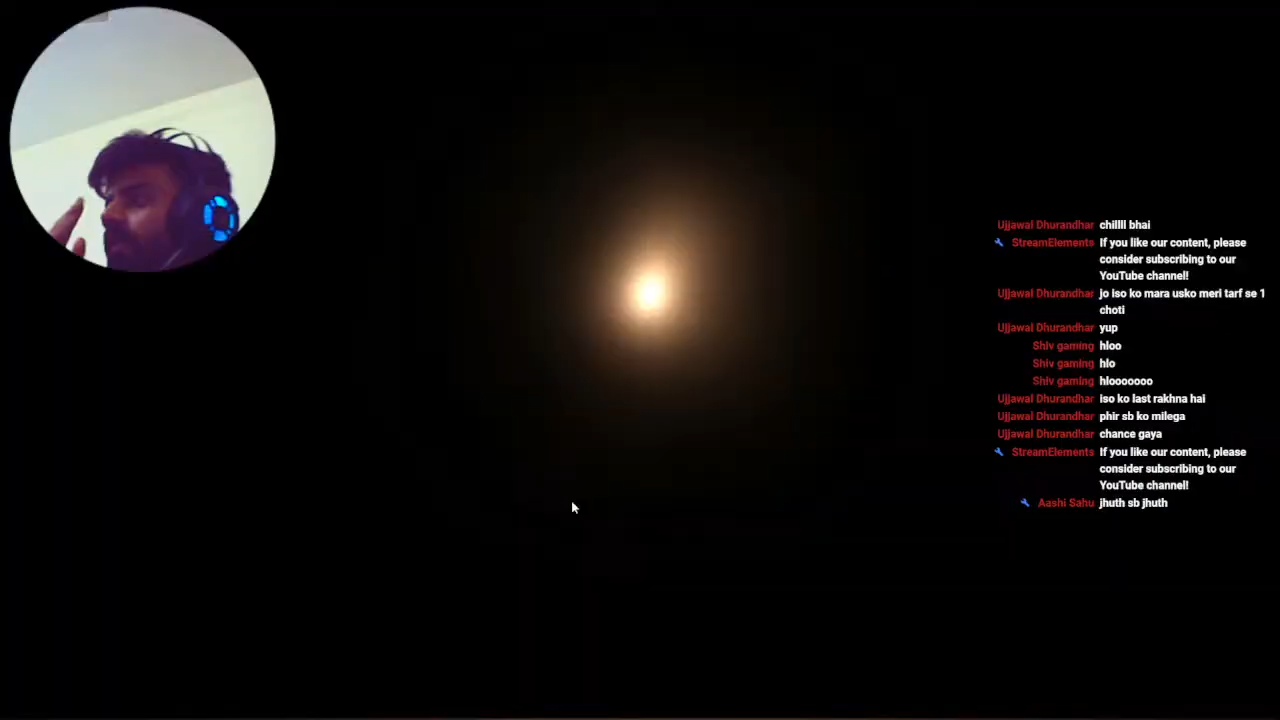 Ujjawal Dhurandhar chillll bhai
StreamElements If you like our content, please
consider subscribing to our
YouTube channel!
Ujjawal Dhurandhar jo iso ko mara usko meri tarf se 1
choti
Ujjawal Dhurandhar yup
Shiv gaming hloo
Shiv gaming hlo
Shiv gaming hlooooooo
Ujjawal Dhurandhar iso ko last rakhna hai
Ujjawal Dhurandhar phir sb ko milega
Ujjawal Dhurandhar chance gaya
StreamElements If you like our content, please
consider subscribing to our
YouTube channel!
Aashi Sahu jhuth sb jhuth